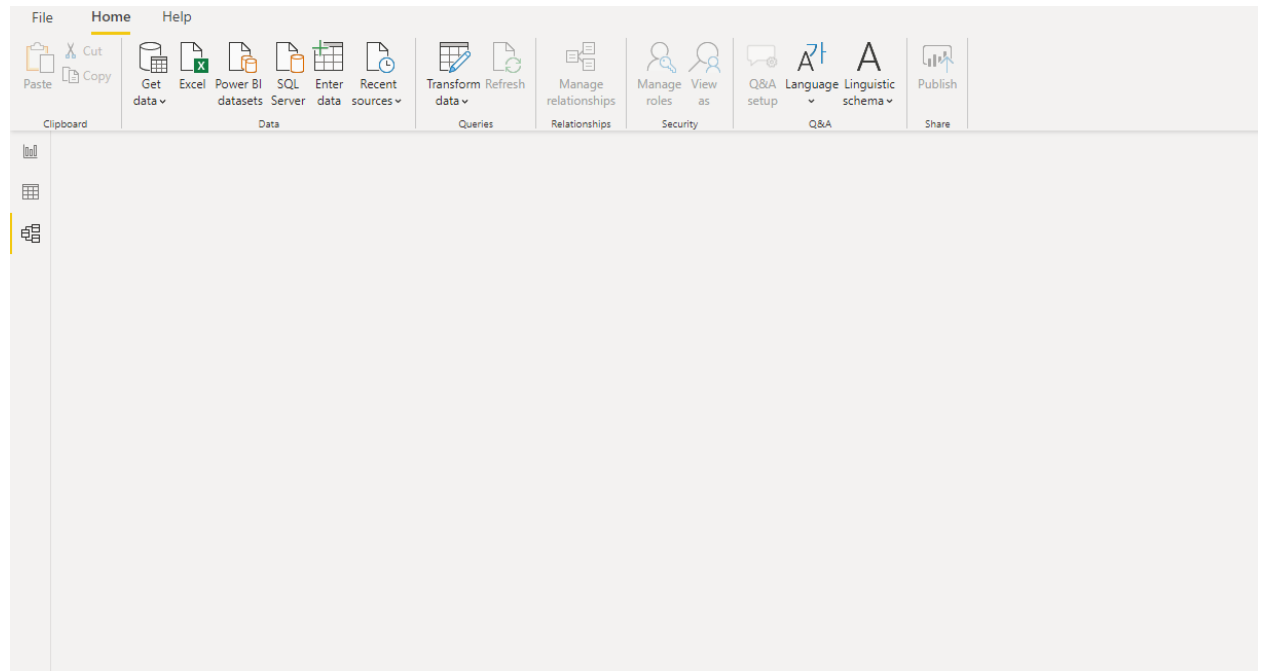 File Home Help
Cut
Copy
Paste Get Excel Power BI SQL Enter Recent Transform Refresh Manage Manage View Q&A Language Linguistic Publish
data datasets Server data sources data relationships roles as setup schema
Clipboard Data Queries Relationships Security Q&A Share